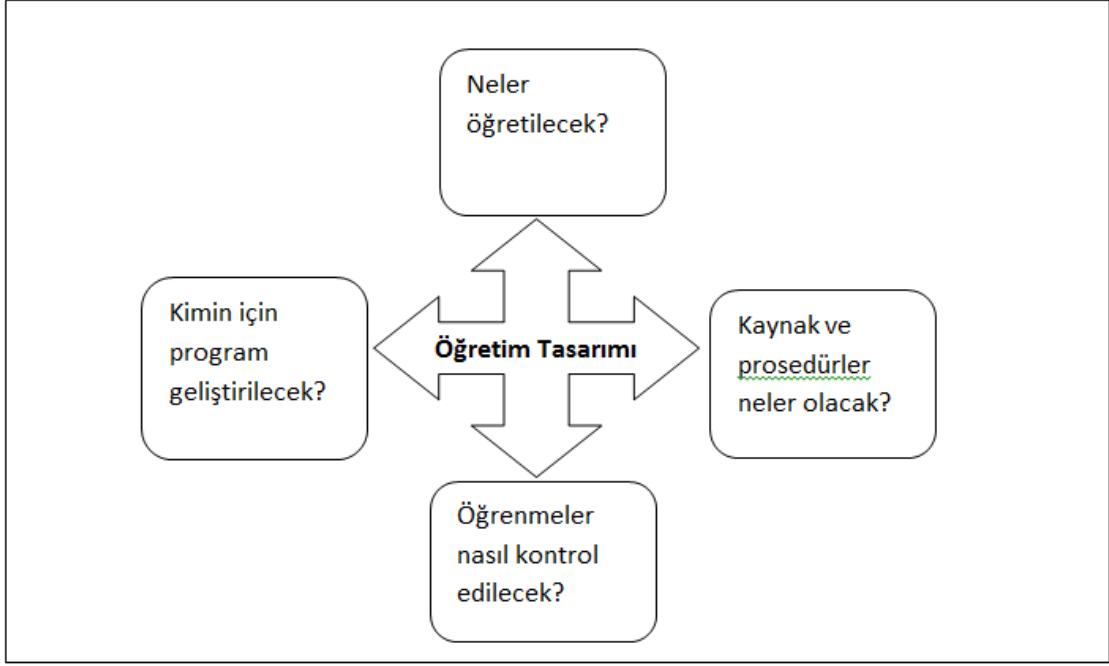 Neler
öğretilecek?
Kimin için
program
geliştirilecek?
Öğretim Tasarımı
Kaynak ve
prosedürler
neler olacak?
Öğrenmeler
nasıl kontrol
edilecek?